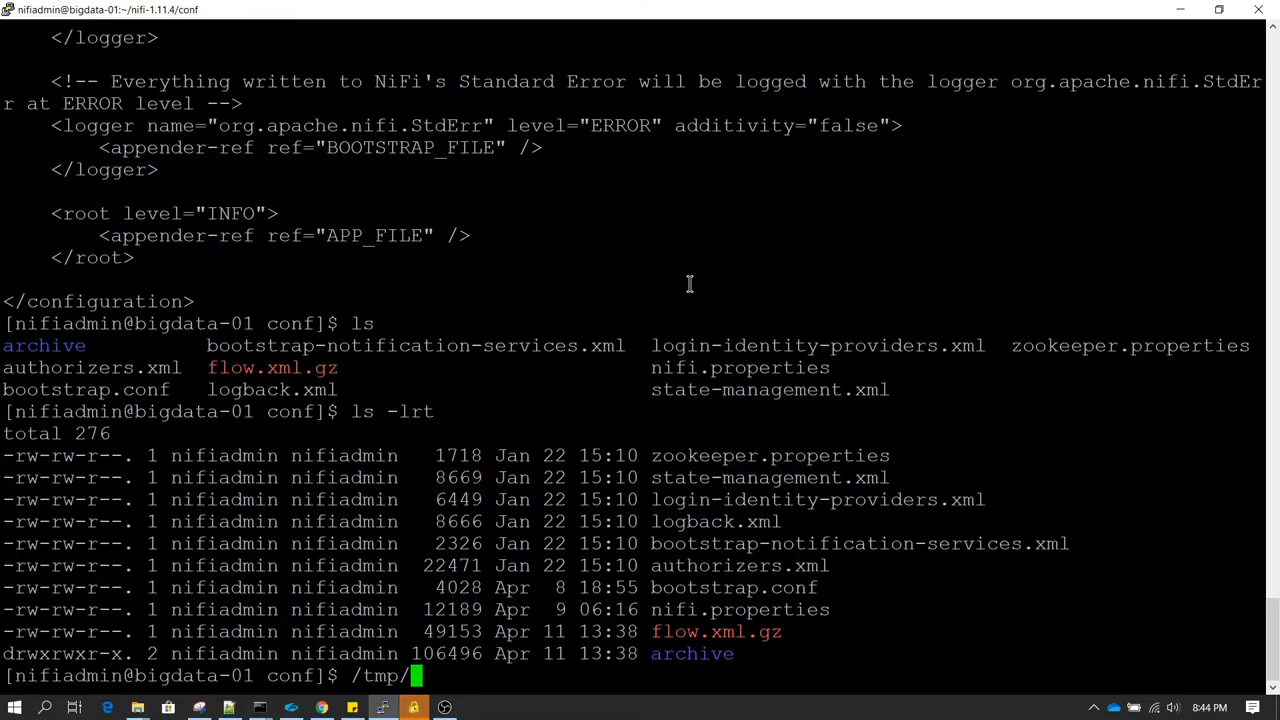 nifiadmin@bigdata-01:~/nifi-1.11.4/conf
    </logger>
    <!-- Everything written to NiFi's Standard Error will be logged with the logger org.apache.nifi.StdEr
r at ERROR level -->
    <logger name="org.apache.nifi.StdErr" level="ERROR" additivity="false">
        <appender-ref ref="BOOTSTRAP_FILE" />
    </logger>
    <root level="INFO">
        <appender-ref ref="APP_FILE" />
    </root>
</configuration>
[nifiadmin@bigdata-01 conf]$ ls
archive bootstrap-notification-services.xml login-identity-providers.xml zookeeper.properties
authorizers.xml flow.xml.gz nifi.properties
bootstrap.conf logback.xml state-management.xml
[nifiadmin@bigdata-01 conf]$ ls -lrt
total 276
-rw-rw-r--. 1 nifiadmin nifiadmin   1718 Jan 22 15:10 zookeeper.properties
-rw-rw-r--. 1 nifiadmin nifiadmin   8669 Jan 22 15:10 state-management.xml
-rw-rw-r--. 1 nifiadmin nifiadmin   6449 Jan 22 15:10 login-identity-providers.xml
-rw-rw-r--. 1 nifiadmin nifiadmin   8666 Jan 22 15:10 logback.xml
-rw-rw-r--. 1 nifiadmin nifiadmin   2326 Jan 22 15:10 bootstrap-notification-services.xml
-rw-rw-r--. 1 nifiadmin nifiadmin  22471 Jan 22 15:10 authorizers.xml
-rw-rw-r--. 1 nifiadmin nifiadmin   4028 Apr  8 18:55 bootstrap.conf
-rw-rw-r--. 1 nifiadmin nifiadmin  12189 Apr  9 06:16 nifi.properties
-rw-rw-r--. 1 nifiadmin nifiadmin  49153 Apr 11 13:38 flow.xml.gz
drwxrwxr-x. 2 nifiadmin nifiadmin 106496 Apr 11 13:38 archive
[nifiadmin@bigdata-01 conf]$ /tmp/
8:44 PM